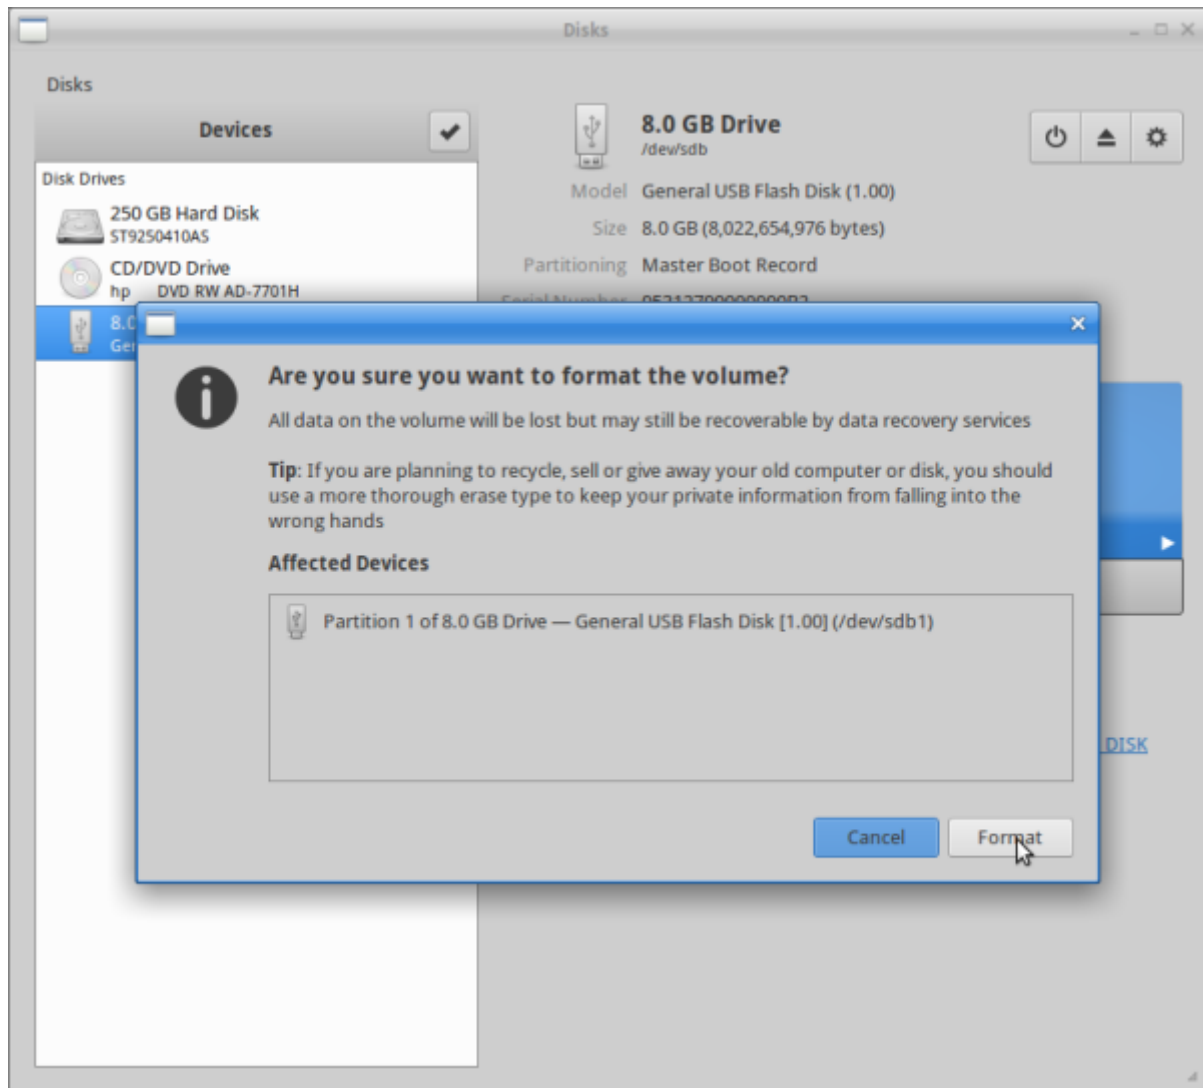 Disks
Disks
Devices
Disk Drives
250 GB Hard Disk
ST9250410AS
CD/DVD Drive
hp DVD RW AD-7701H
8.0 GB Drive
/dev/sdb
Model General USB Flash Disk (1.00)
Size 8.0 GB (8,022,654,976 bytes)
Partitioning Master Boot Record
Serial Number
Are you sure you want to format the volume?
All data on the volume will be lost but may still be recoverable by data recovery services
Tip: If you are planning to recycle, sell or give away your old computer or disk, you should
use a more thorough erase type to keep your private information from falling into the
wrong hands
Affected Devices
Partition 1 of 8.0 GB Drive — General USB Flash Disk [1.00] (/dev/sdb1)
DISK
Cancel
Format